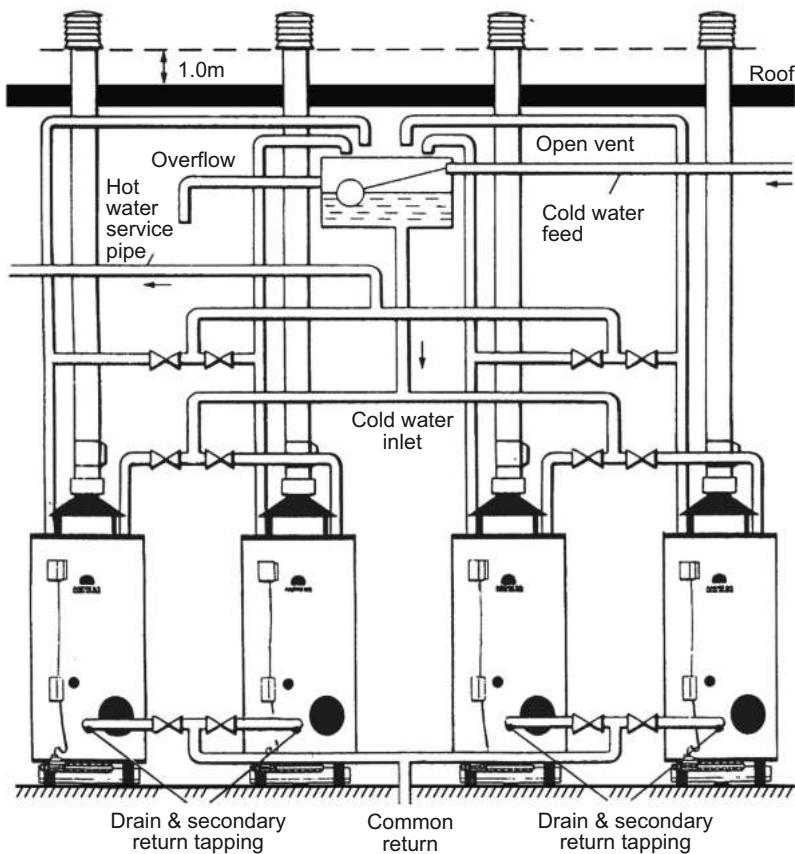 1.0m
Roof
Overflow
Open vent
Hot
water
service
pipe
Cold water
feed
Cold water
inlet
Drain & secondary
return tapping
Common
return
Drain & secondary
return tapping